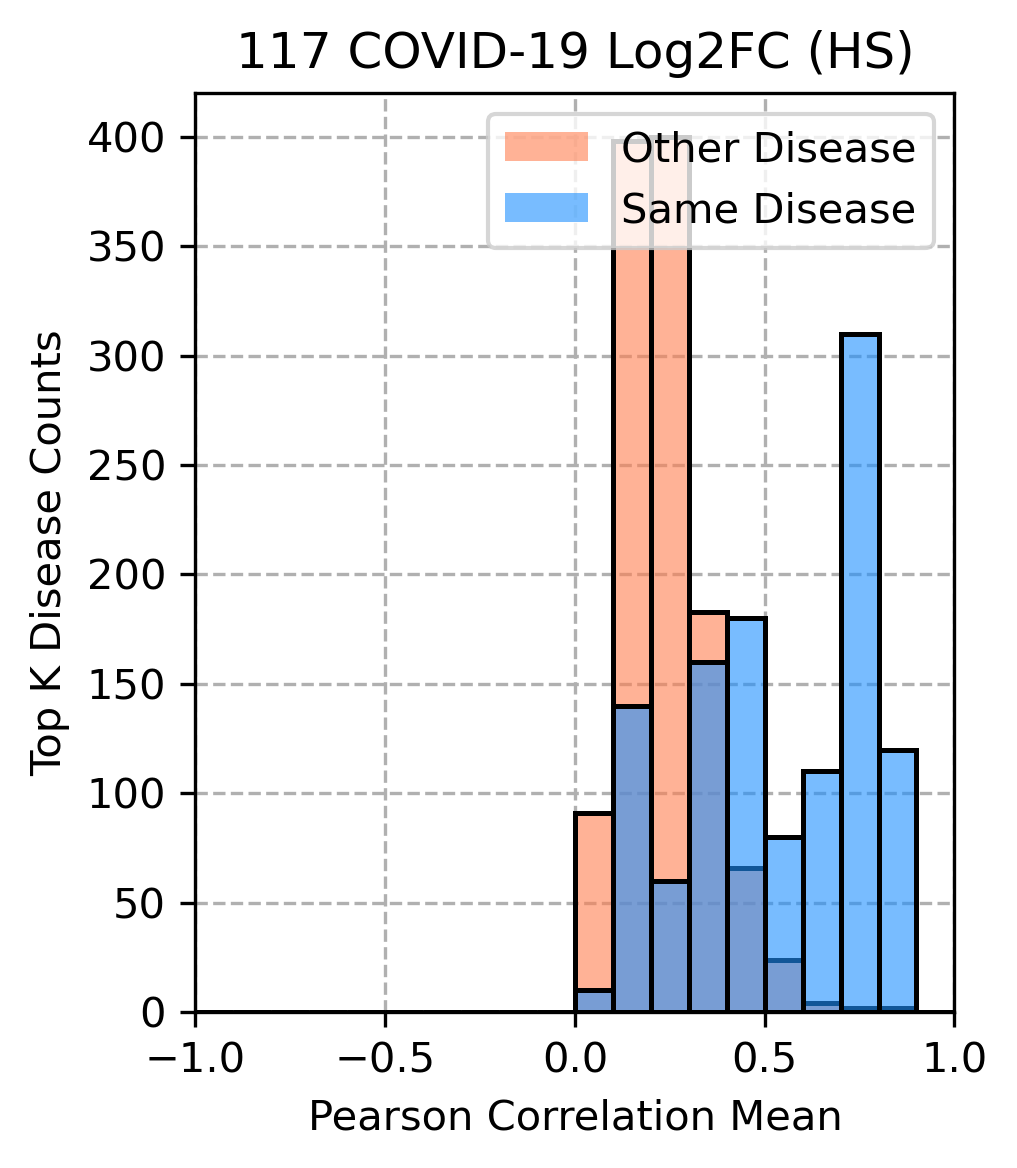 117 COVID-19 Log2FC (HS)
Other Disease
Same Disease
400
350
300
250
200
150
100
50
0
Top K Disease Counts
−1.0
−0.5
0.0
0.5
1.0
Pearson Correlation Mean